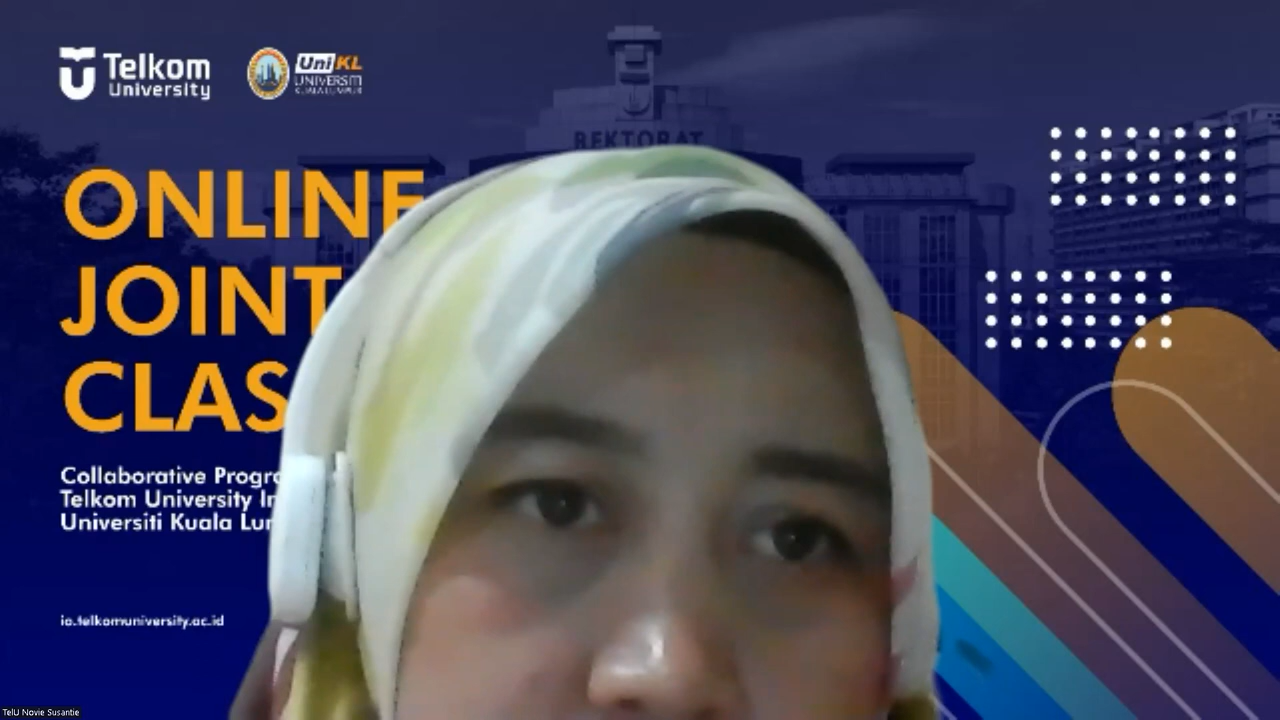 Telkom
University
UniKL
UNIVERSITI
KUALA LUMPUR
REKTORAT
ONLINE
JOINT
CLAS
Collaborative Progra
Telkom University In
Universiti Kuala Lum
io.telkomuniversity.ac.id
TelU Novie Susantie